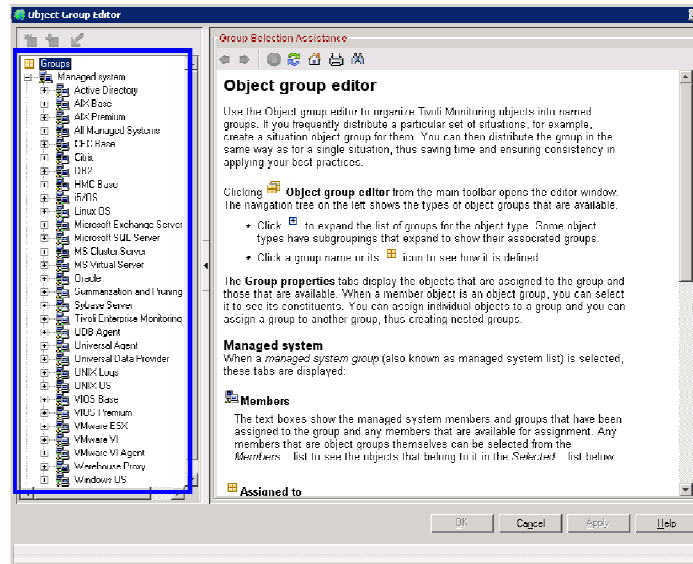 Object Group Editor
Groups
Managed system
Active Directory
AIX Base
AIX Premium
All Managed Systems
CEC Base
Citrix
DB2
HMC Base
i5/OS
Linux OS
Microsoft Exchange Server
Microsoft SQL Server
MS Cluster Server
MS Virtual Server
Oracle
Summarization and Pruning
Sybase Server
Tivoli Enterprise Monitoring
UDB Agent
Universal Agent
Universal Data Provider
UNIX Logs
UNIX OS
VIOS Base
VIOS Premium
VMware ESX
VMware VI
VMware VI Agent
Warehouse Proxy
Windows OS
Group Selection Assistance
Object group editor
Use the Object group editor to organize Tivoli Monitoring objects into named
groups. If you frequently distribute a particular set of situations, for example,
create a situation object group for them. You can then distribute the group in the
same way as for a single situation, thus saving time and ensuring consistency in
applying your best practices.
Clicking Object group editor from the main toolbar opens the editor window.
The navigation tree on the left shows the types of object groups that are available.
Click to expand the list of groups for the object type. Some object
types have subgroupings that expand to show their associated groups.
Click a group name or its icon to see how it is defined
The Group properties tabs display the objects that are assigned to the group and
those that are available. When a member object is an object group, you can select
it to see its constituents. You can assign individual objects to a group and you can
assign a group to another group, thus creating nested groups.
Managed system
When a managed system group (also known as managed system list) is selected,
these tabs are displayed:
Members
The text boxes show the managed system members and groups that have been
assigned to the group and any members that are available for assignment. Any
members that are object groups themselves can be selected from the
Members list to see the objects that belong to it in the Selected list below
Assigned to
OK
Cancel
Apply
Help